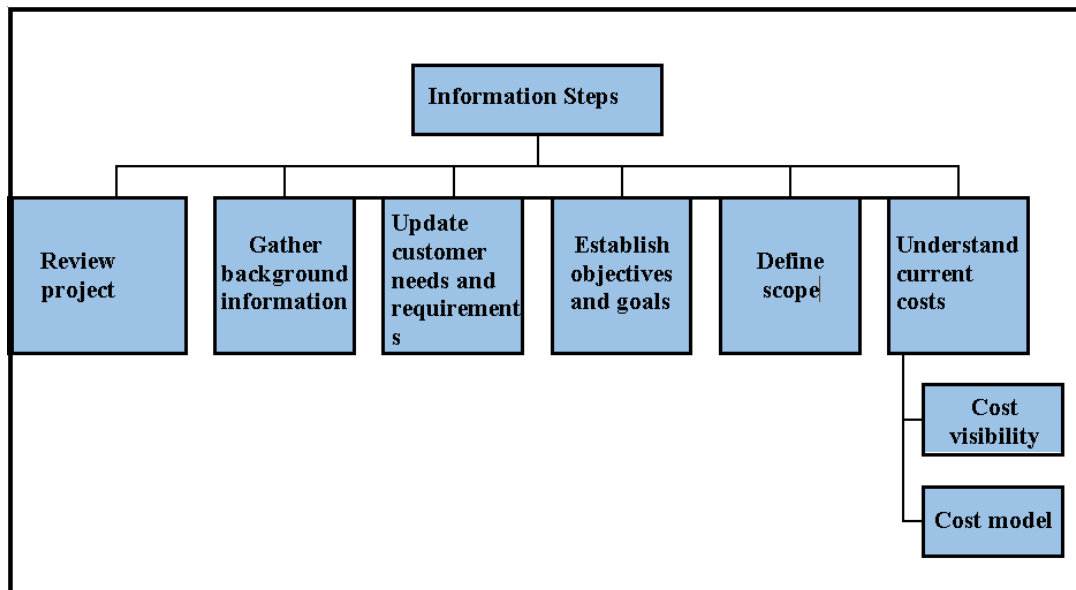 Information Steps
Review
project
Gather
background
information
Update
customer
needs and
requirement
s
Establish
objectives
and goals
Define
scope
Understand
current
costs
Cost
visibility
Cost model